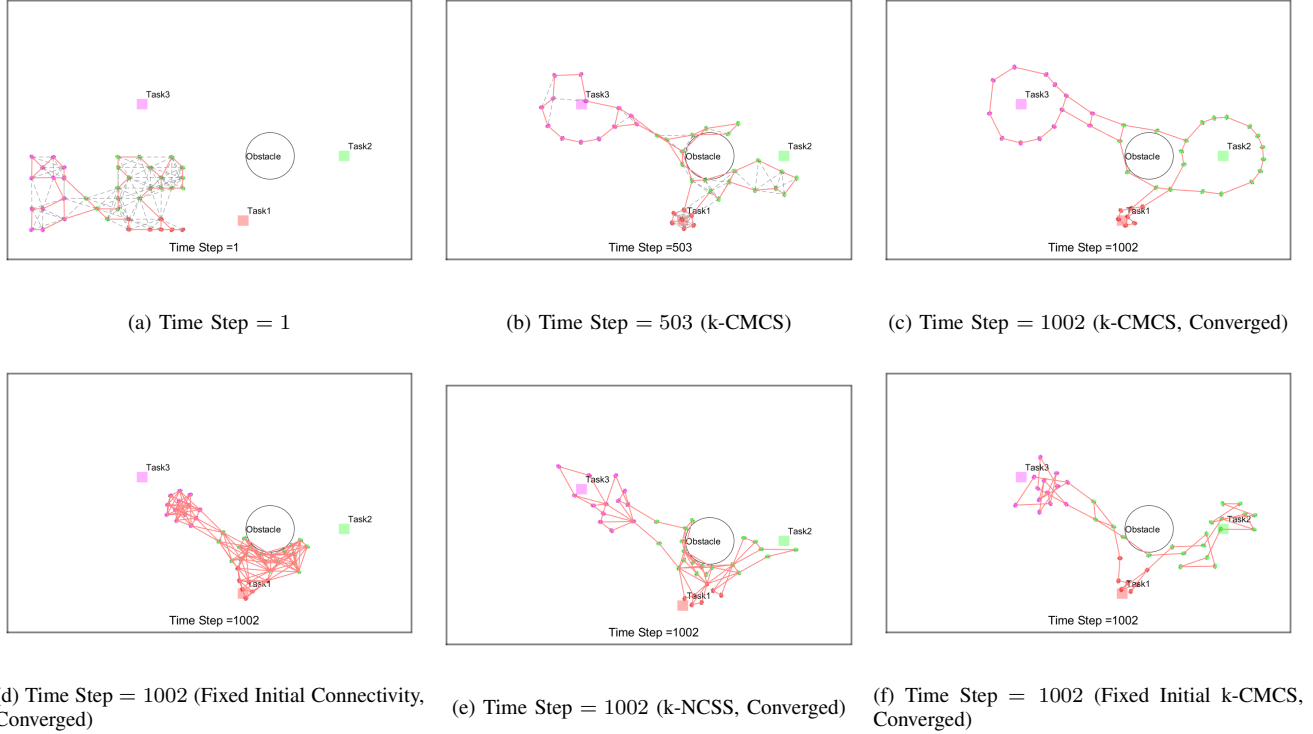 Task3
Obstacle
Task2
Task1
Time Step =1
(a) Time Step = 1
Task3
Obstacle
Task2
Task1
Time Step =503
(b) Time Step = 503 (k-CMCS)
Task3
Obstacle
Task2
Task1
Time Step =1002
(c) Time Step = 1002 (k-CMCS, Converged)
Task3
Obstacle
Task2
Task1
Time Step =1002
(d) Time Step = 1002 (Fixed Initial Connectivity,
Converged)
Task3
Obstacle
Task2
Task1
Time Step =1002
(e) Time Step = 1002 (k-NCSS, Converged)
Task3
Obstacle
Task2
Task1
Time Step =1002
(f) Time Step = 1002 (Fixed Initial k-CMCS,
Converged)